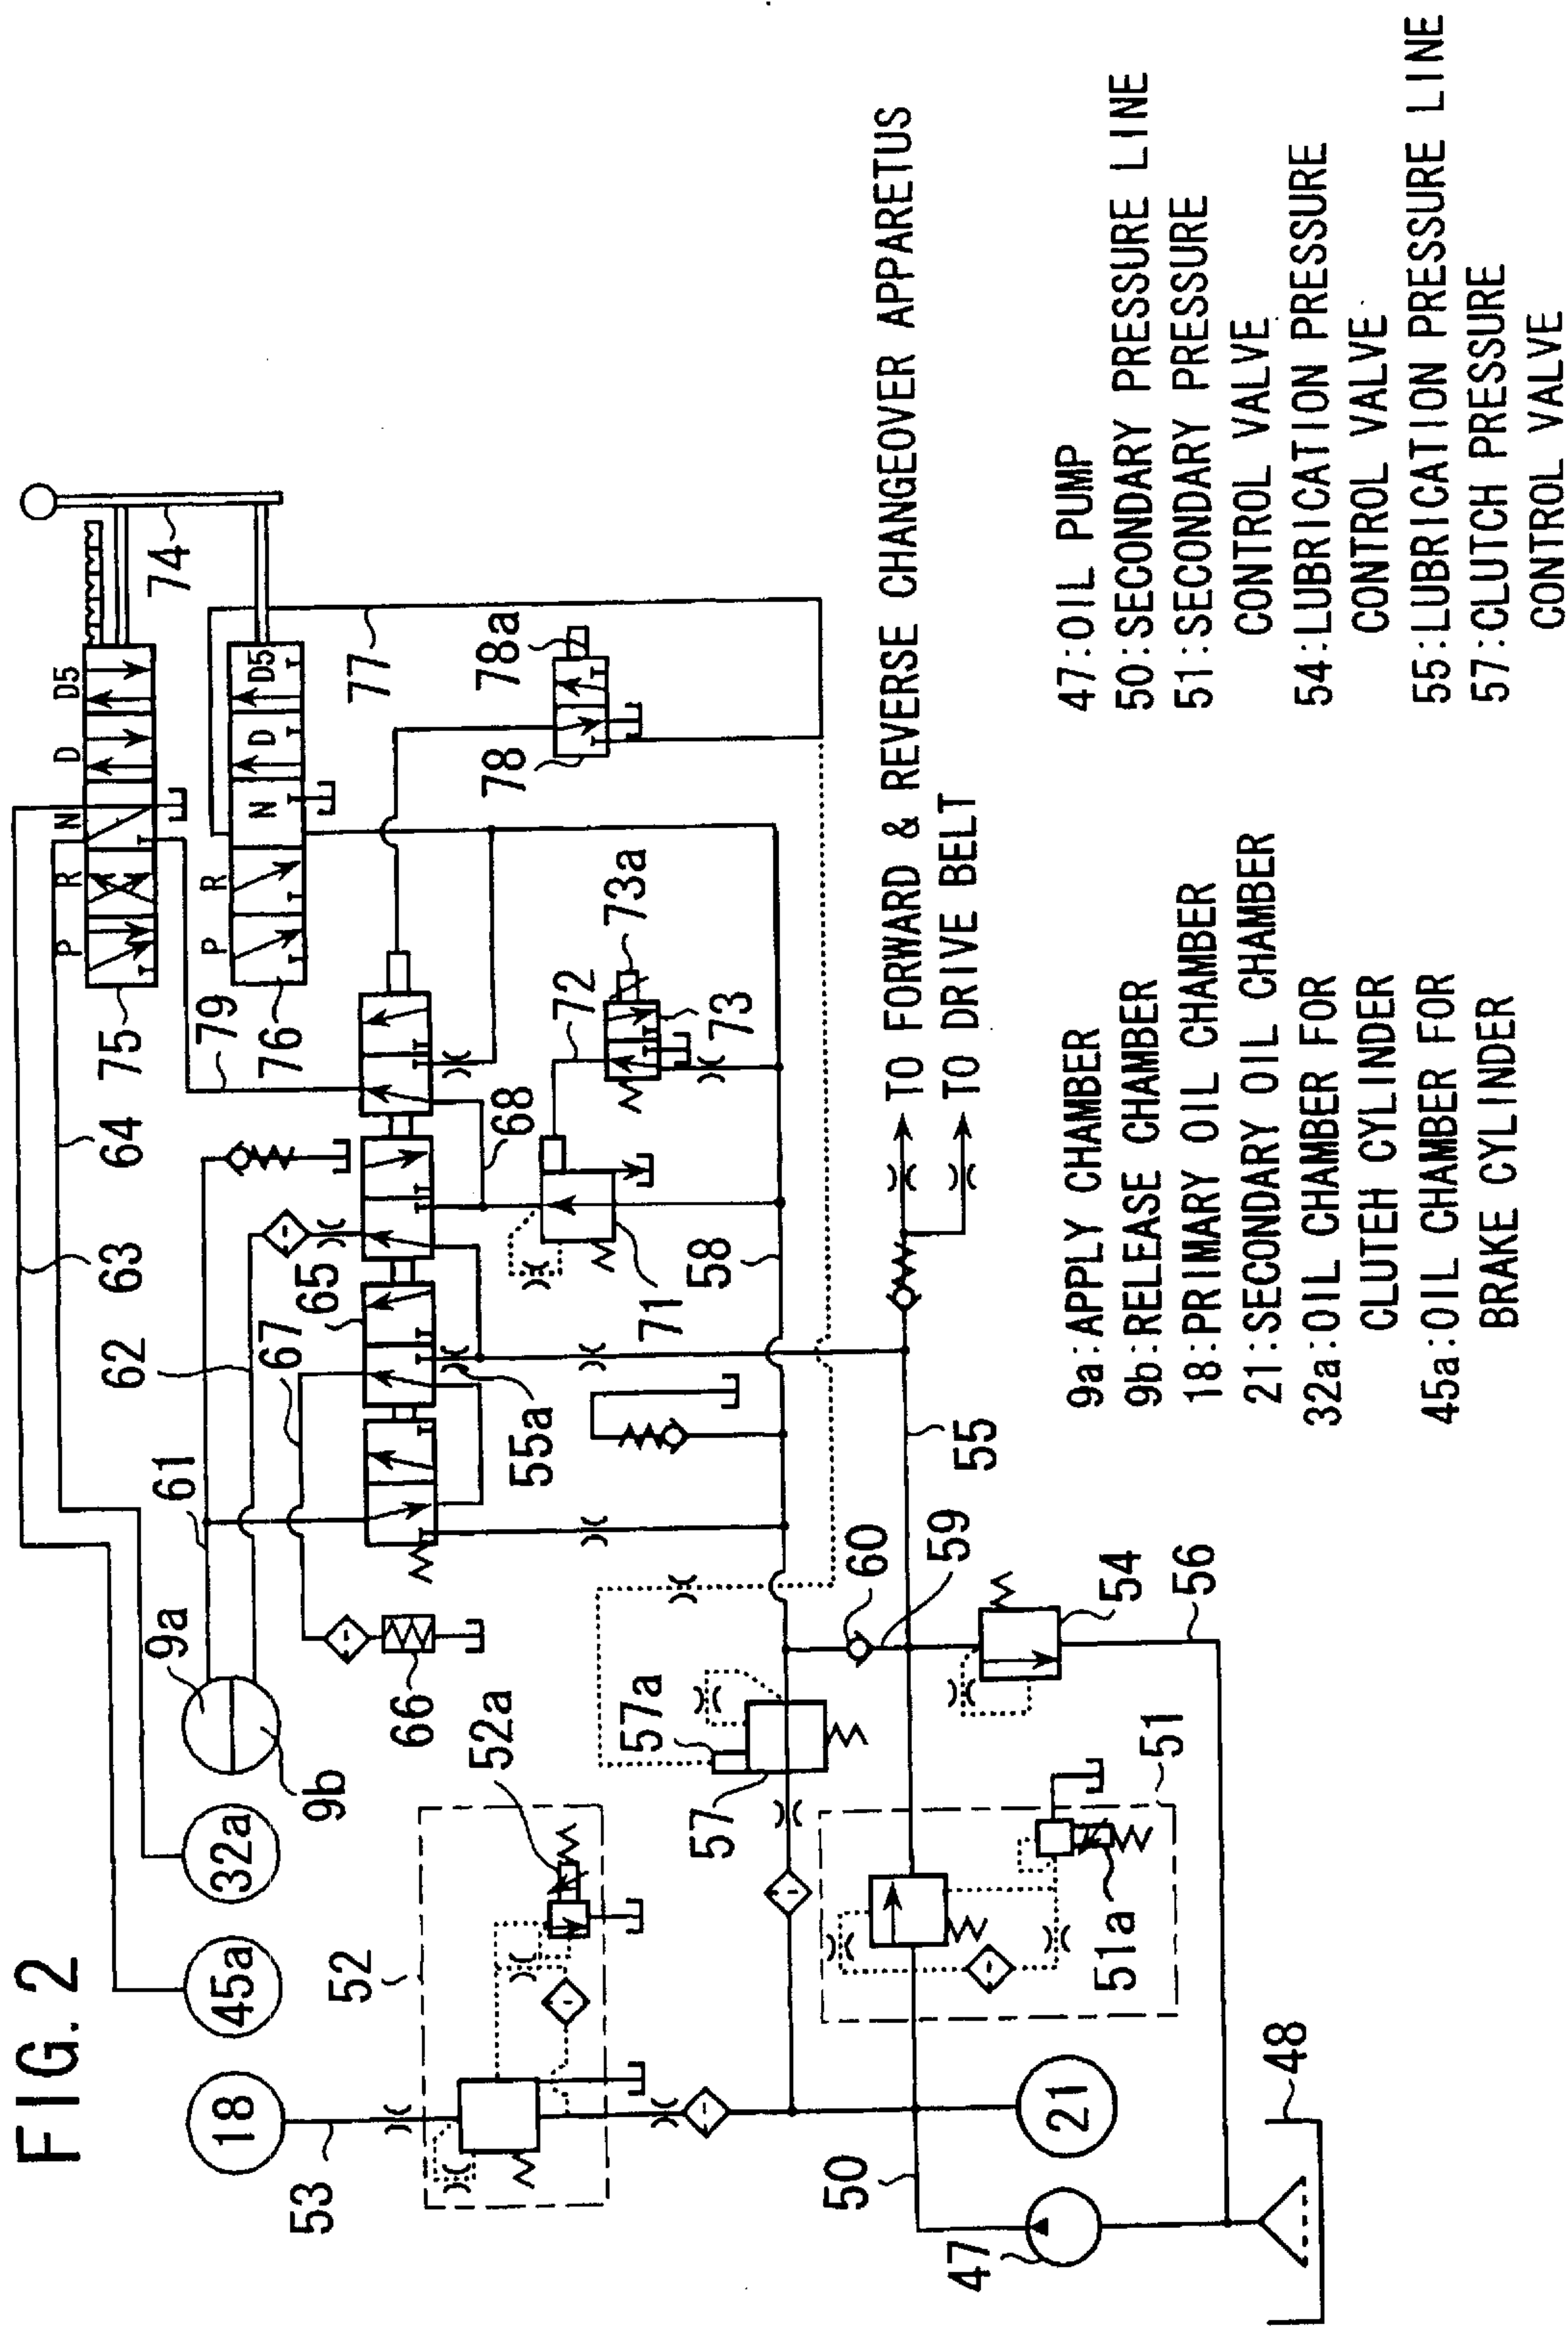 FIG. 2
18
45a
32a
9a
9b
61
62
63
64
79
75
76
P
R
N
D
D5
P
R
N
D
D5
74
77
78
78a
53
52
52a
66
67
65
55a
68
72
73a
73
71
58
57a
57
60
59
55
54
56
51
51a
50
47
21
48
TO FORWARD & REVERSE CHANGEOVER APPARETUS
TO DRIVE BELT
9a:APPLY CHAMBER
9b:RELEASE CHAMBER
18:PRIMARY OIL CHAMBER
21:SECONDARY OIL CHAMBER
32a:OIL CHAMBER FOR
CLUTEH CYLINDER
45a:OIL CHAMBER FOR
BRAKE CYLINDER
47:OIL PUMP
50:SECONDARY PRESSURE LINE
51:SECONDARY PRESSURE
CONTROL VALVE
54:LUBRICATION PRESSURE
CONTROL VALVE
55:LUBRICATION PRESSURE LINE
57:CLUTCH PRESSURE
CONTROL VALVE